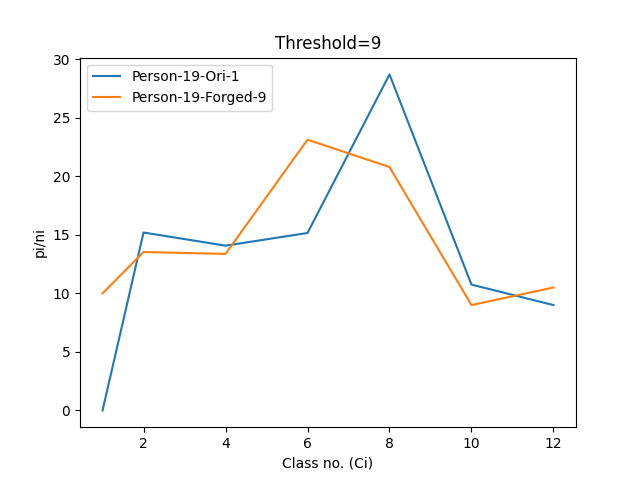 Threshold=9
Person-19-Ori-1
Person-19-Forged-9
30
25
20
15
10
5
0
pi/ni
2 4 6 8 10 12
Class no. (Ci)